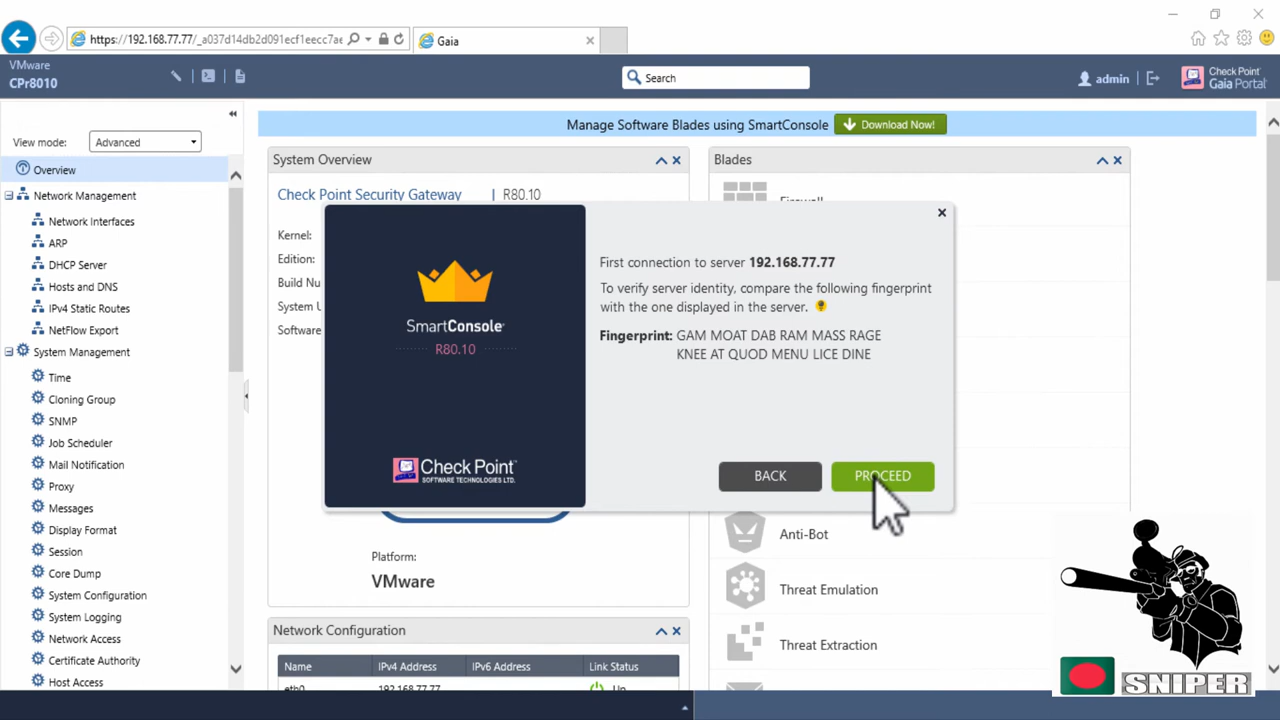 https://192.168.77.77/_a037d14db2d091ecf1eecc7ae
Gaia
VMware
CPr8010
Search
admin
Check Point
Gaia Portal
View mode:
Advanced
Overview
Network Management
Network Interfaces
ARP
DHCP Server
Hosts and DNS
IPv4 Static Routes
NetFlow Export
System Management
Time
Cloning Group
SNMP
Job Scheduler
Mail Notification
Proxy
Messages
Display Format
Session
Core Dump
System Configuration
System Logging
Network Access
Certificate Authority
Host Access
Manage Software Blades using SmartConsole
Download Now!
System Overview
Check Point Security Gateway | R80.10
Kernel:
Edition:
Build Nu
System U
Software
Platform:
VMware
Network Configuration
Name IPv4 Address IPv6 Address Link Status
eth0 192.168.77.77 Up
Blades
Firewall
Anti-Bot
Threat Emulation
Threat Extraction
SmartConsole
R80.10
Check Point
SOFTWARE TECHNOLOGIES LTD.
First connection to server 192.168.77.77
To verify server identity, compare the following fingerprint
with the one displayed in the server.
Fingerprint: GAM MOAT DAB RAM MASS RAGE
KNEE AT QUOD MENU LICE DINE
BACK
PROCEED
SNIPER